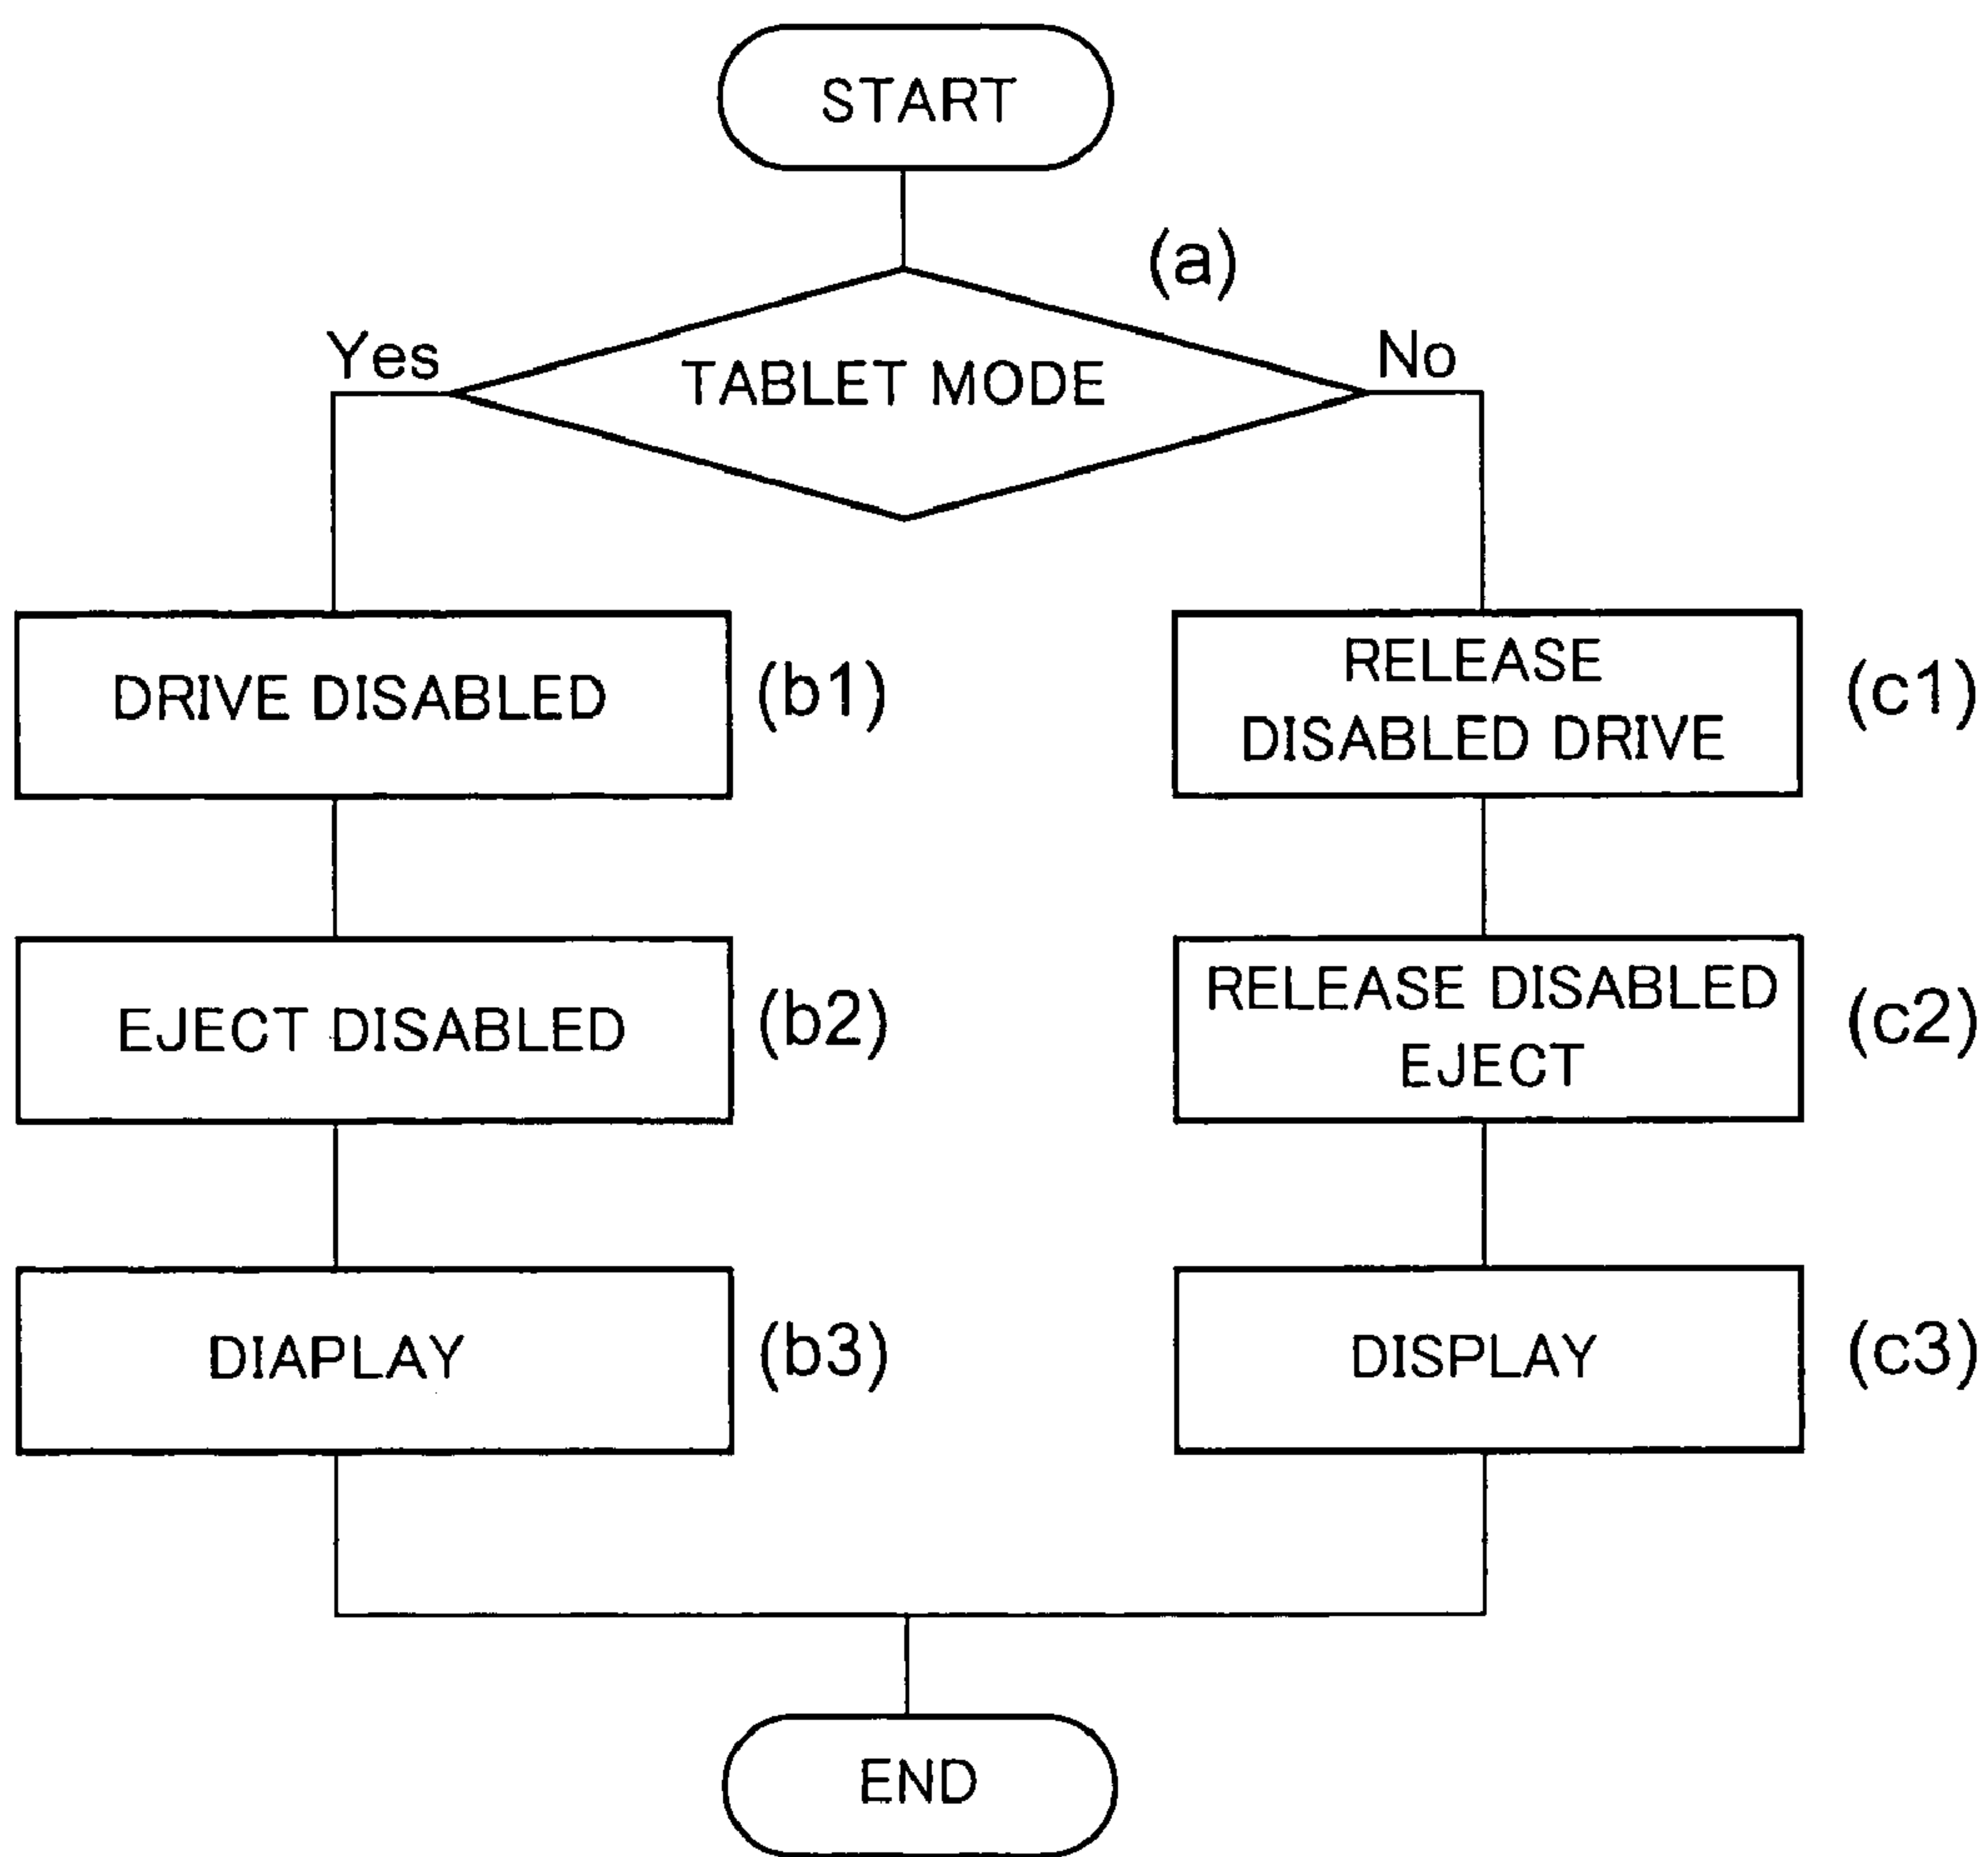 START
(a)
Yes
TABLET MODE
No
DRIVE DISABLED
(b1)
RELEASE
DISABLED DRIVE
(c1)
EJECT DISABLED
(b2)
RELEASE DISABLED
EJECT
(c2)
DIAPLAY
(b3)
DISPLAY
(c3)
END